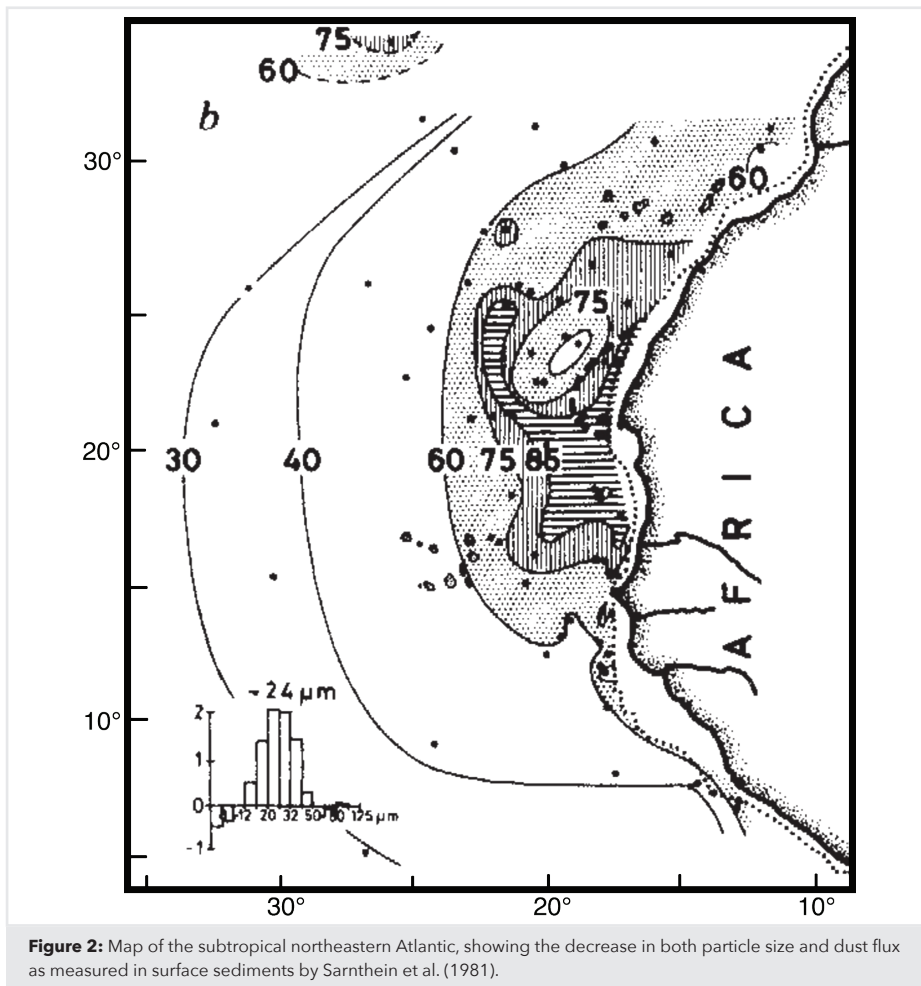 75
60
b
30°
60
75
A F R I C A
20°
30 40 60 75 85
~24 µm
10°
2
1
0
-1
12 20 32 50 80 125 µm
30° 20° 10°
Figure 2: Map of the subtropical northeastern Atlantic, showing the decrease in both particle size and dust flux
as measured in surface sediments by Sarnthein et al. (1981).